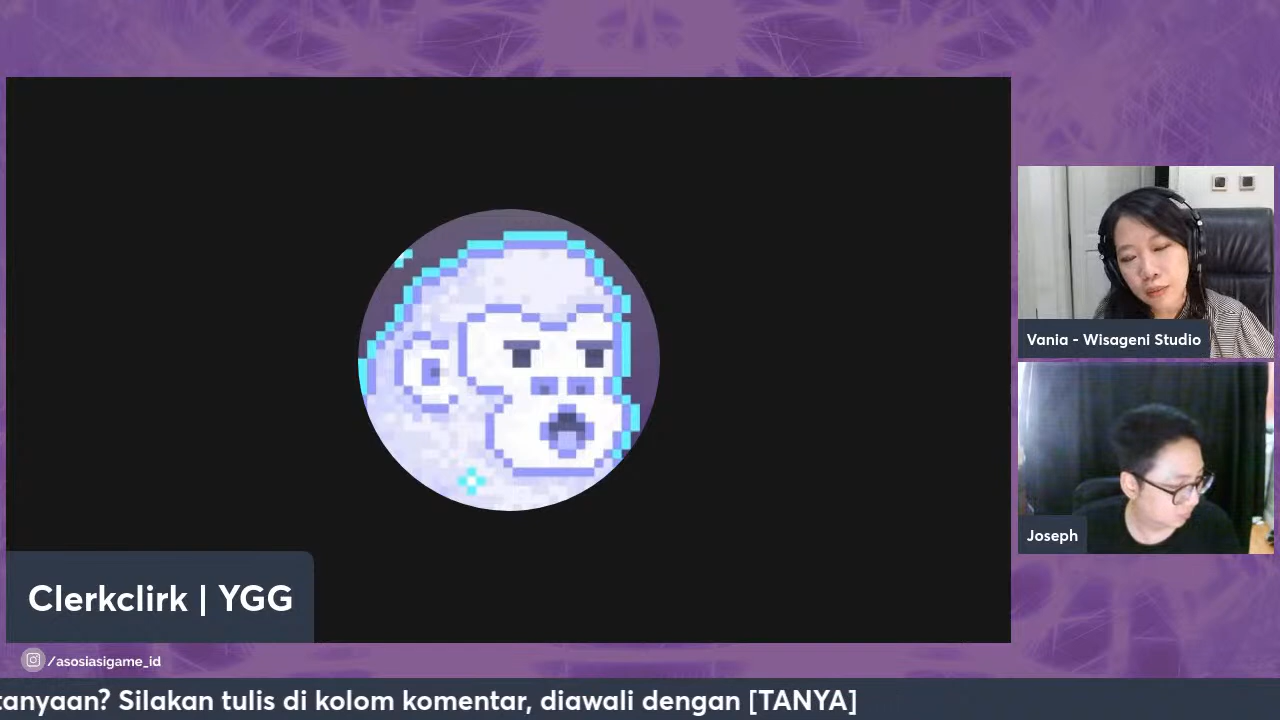 Vania - Wisageni Studio
Joseph
Clerkclirk | YGG
/asosiasigame_id
tanyaan? Silakan tulis di kolom komentar, diawali dengan [TANYA]